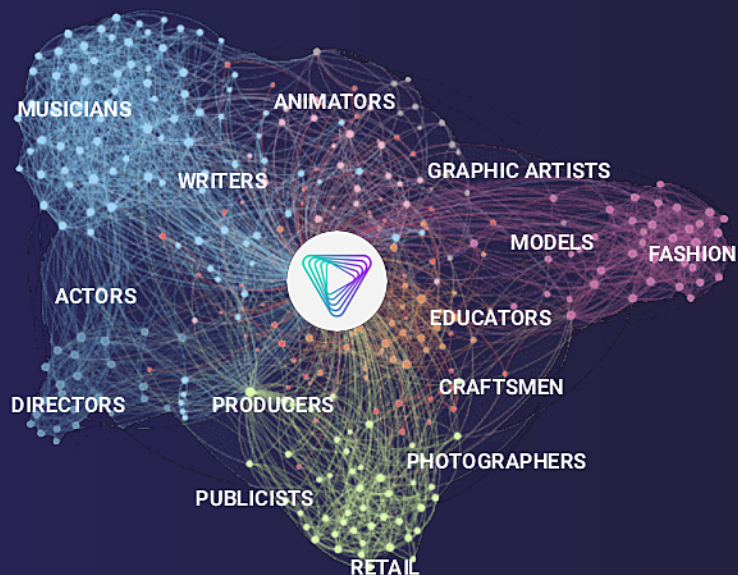 ANIMATORS
MUSICIANS
GRAPHIC ARTISTS
WRITERS
MODELS
FASHION
ACTORS
EDUCATORS
CRAFTSMEN
DIRECTORS
PRODUCERS
PHOTOGRAPHERS
PUBLICISTS
RETAIL